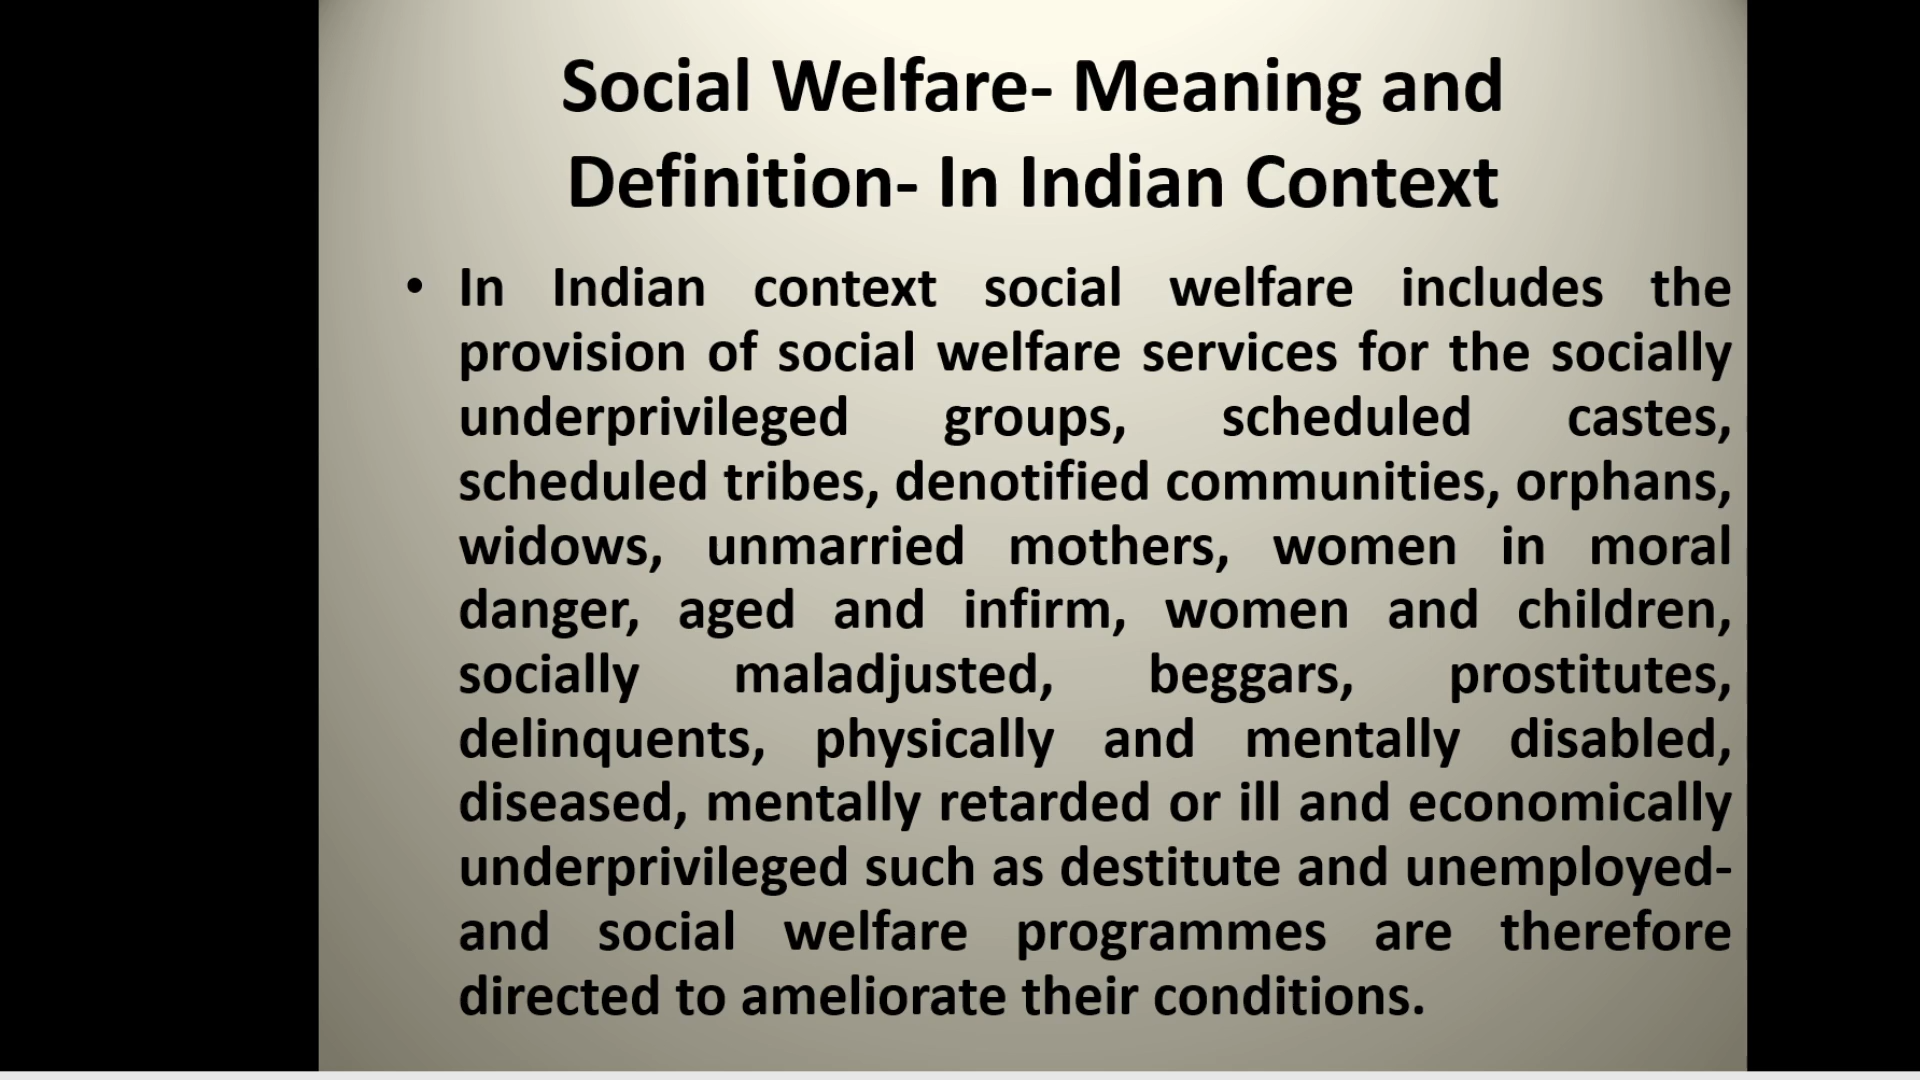 Social Welfare- Meaning and
Definition- In Indian Context
• In Indian context social welfare includes the
provision of social welfare services for the socially
underprivileged groups, scheduled castes,
scheduled tribes, denotified communities, orphans,
widows, unmarried mothers, women in moral
danger, aged and infirm, women and children,
socially maladjusted, beggars, prostitutes,
delinquents, physically and mentally disabled,
diseased, mentally retarded or ill and economically
underprivileged such as destitute and unemployed-
and social welfare programmes are therefore
directed to ameliorate their conditions.